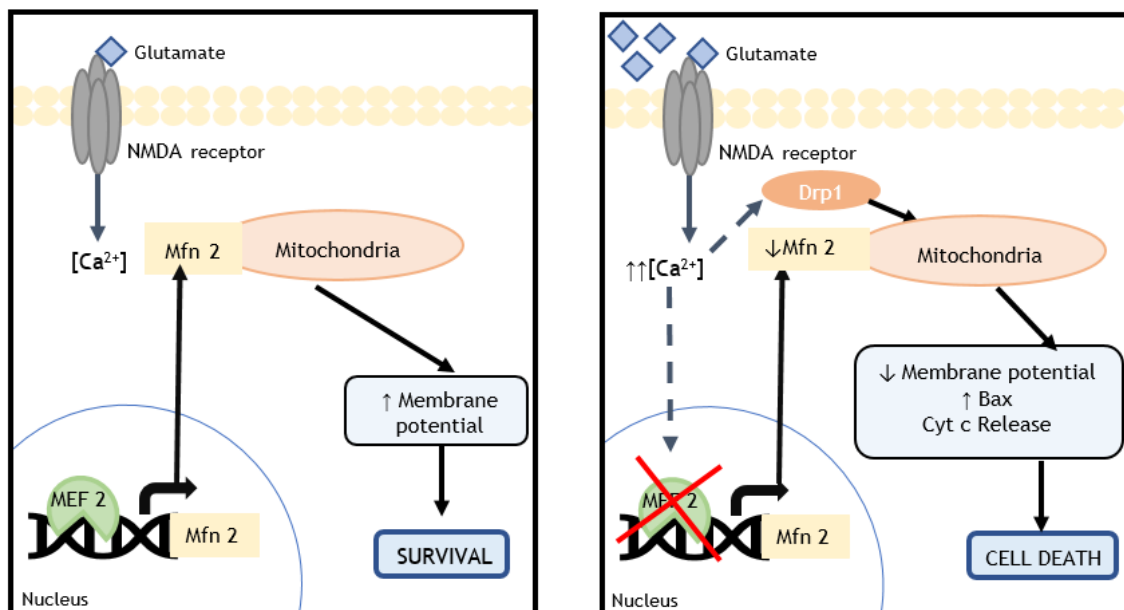 Glutamate
NMDA receptor
[Ca²⁺]
Mfn 2
Mitochondria
↑ Membrane
potential
MEF 2
Mfn 2
SURVIVAL
Nucleus
Glutamate
NMDA receptor
Drp1
↓Mfn 2
Mitochondria
↑↑[Ca²⁺]
↓ Membrane potential
↑ Bax
Cyt c Release
MEF 2
Mfn 2
CELL DEATH
Nucleus